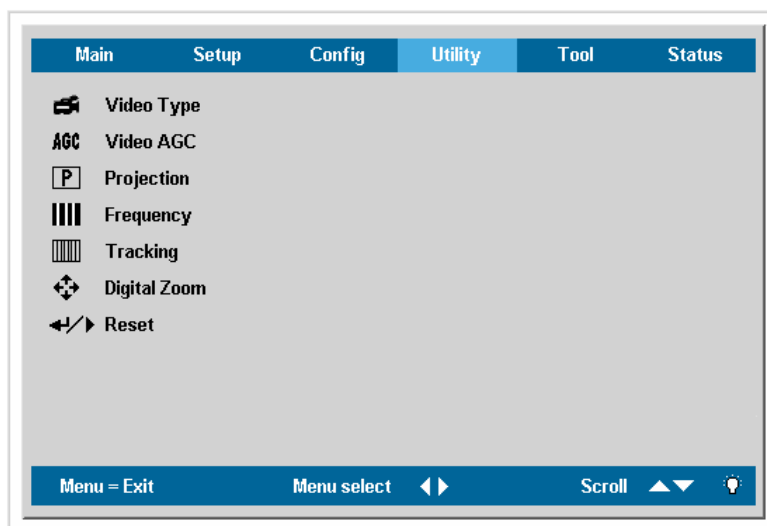 Main Setup Config Utility Tool Status
Video Type
AGC Video AGC
P Projection
Frequency
Tracking
Digital Zoom
Reset
Menu = Exit Menu select Scroll